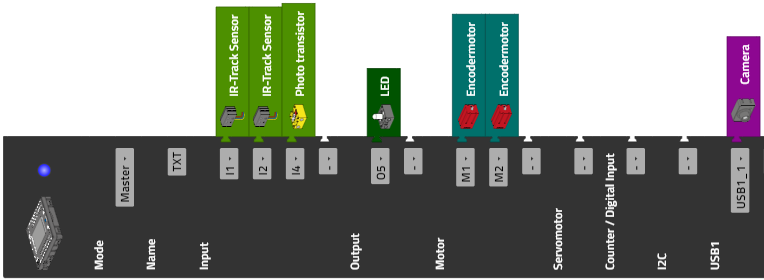 IR-Track Sensor
IR-Track Sensor
Photo transistor
LED
Encodermotor
Encodermotor
Camera
Master -
TXT
I1 -
I2 -
I4 -
- -
O5 -
- -
M1 -
M2 -
- -
- -
- -
- -
USB1_1 -
Mode
Name
Input
Output
Motor
Servomotor
Counter / Digital Input
I2C
USB1